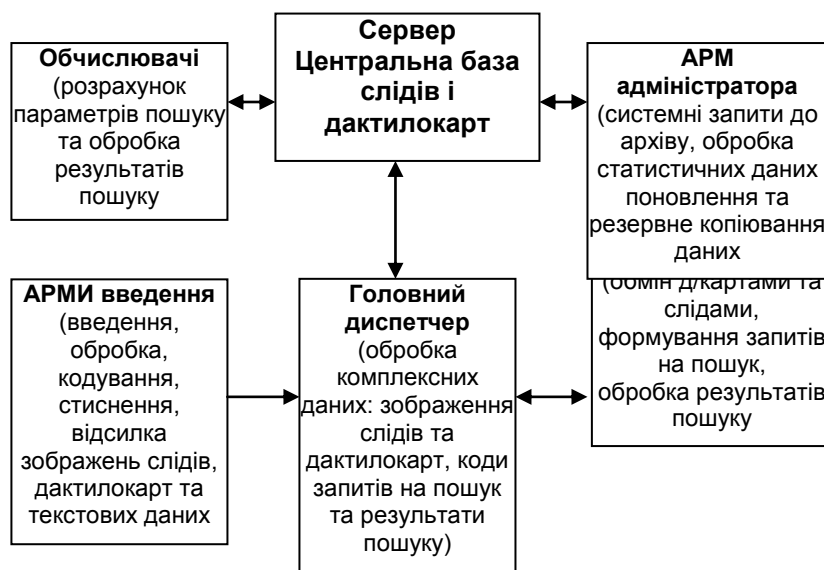 Обчислювачі
(розрахунок
параметрів пошуку
та обробка
результатів
пошуку
Сервер
Центральна база
слідів і
дактилокарт
АРМ
адміністратора
(системні запити до
архіву, обробка
статистичних даних
поновлення та
резервне копіювання
даних
АРМИ введення
(введення,
обробка,
кодування,
стиснення,
відсилка
зображень слідів,
дактилокарт та
текстових даних
Головний
диспетчер
(обробка
комплексних
даних: зображення
слідів та
дактилокарт, коди
запитів на пошук
та результати
пошуку)
(обмін д/картами та
слідами,
формування запитів
на пошук,
обробка результатів
пошуку